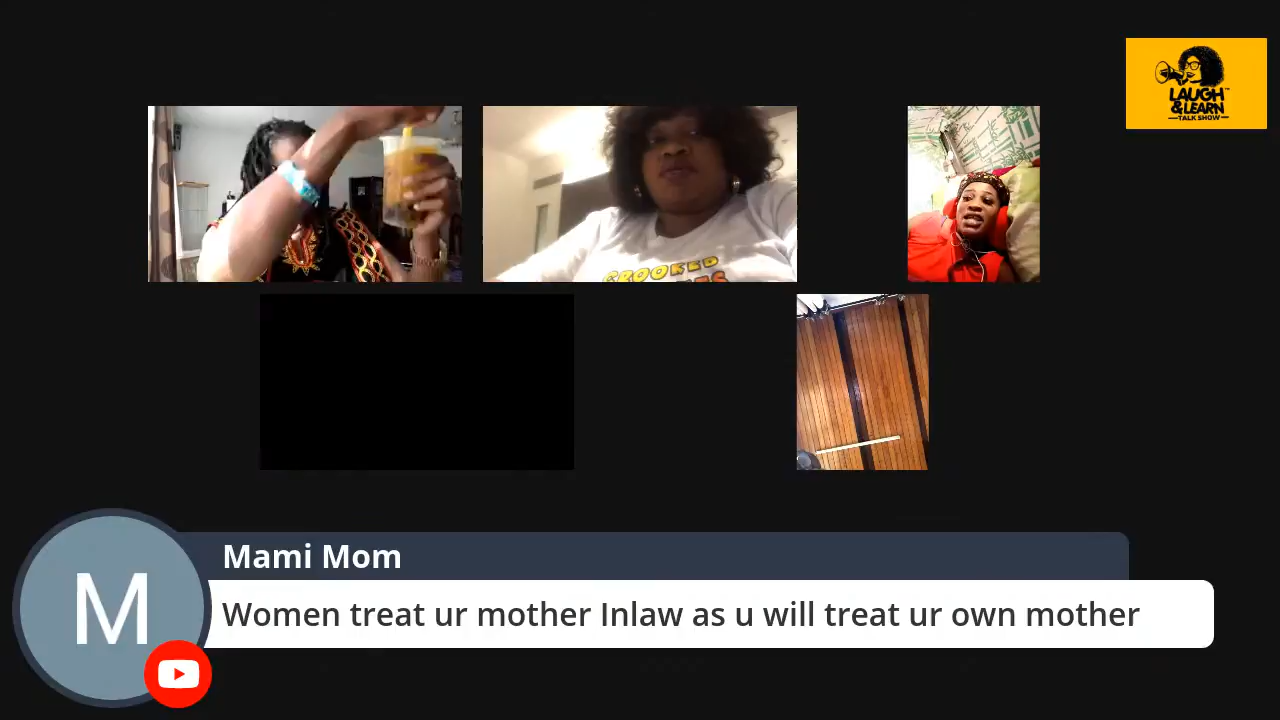 LAUGH
&LEARN
TALK SHOW
CROOKED
M
Mami Mom
Women treat ur mother Inlaw as u will treat ur own mother